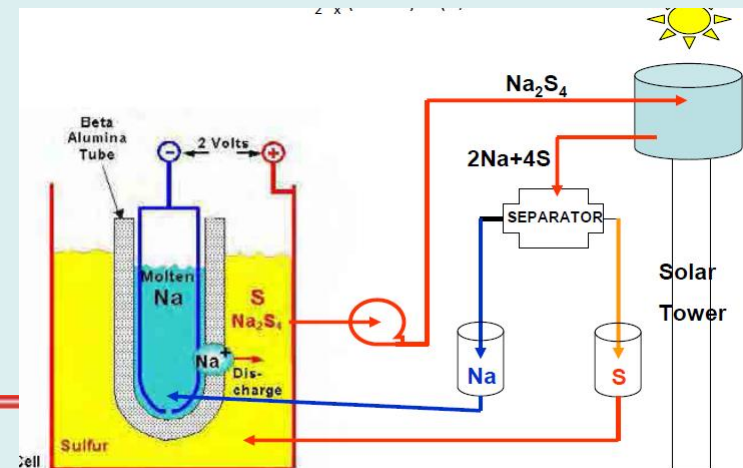 Na₂S₄
Beta
Alumina
Tube
−
2 Volts
+
2Na+4S
SEPARATOR
Molten
Na
S
Na₂S₄
Solar
Tower
Na⁺
Dis-
charge
Na
S
Sulfur
Cell